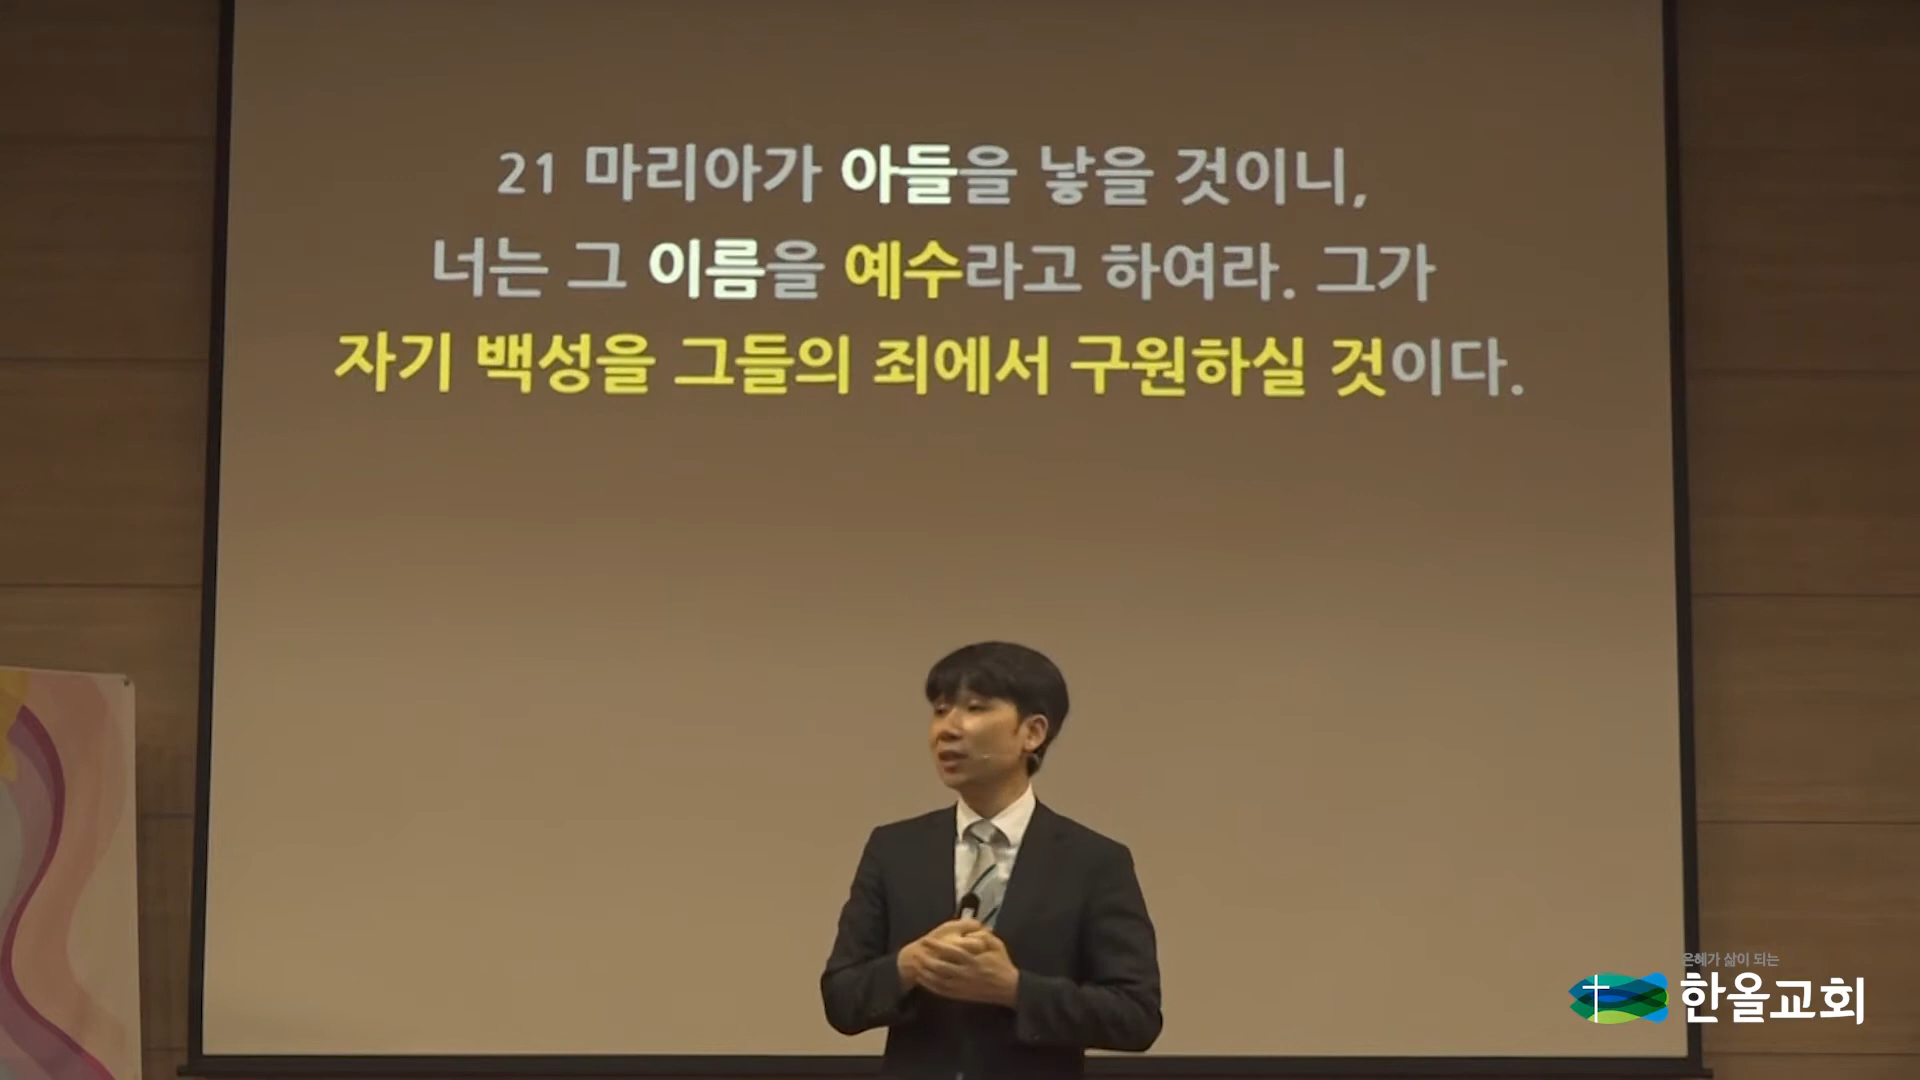 21 마리아가 아들을 낳을 것이니,
너는 그 이름을 예수라고 하여라. 그가
자기 백성을 그들의 죄에서 구원하실 것이다.
은혜가 삶이 되는
한올교회